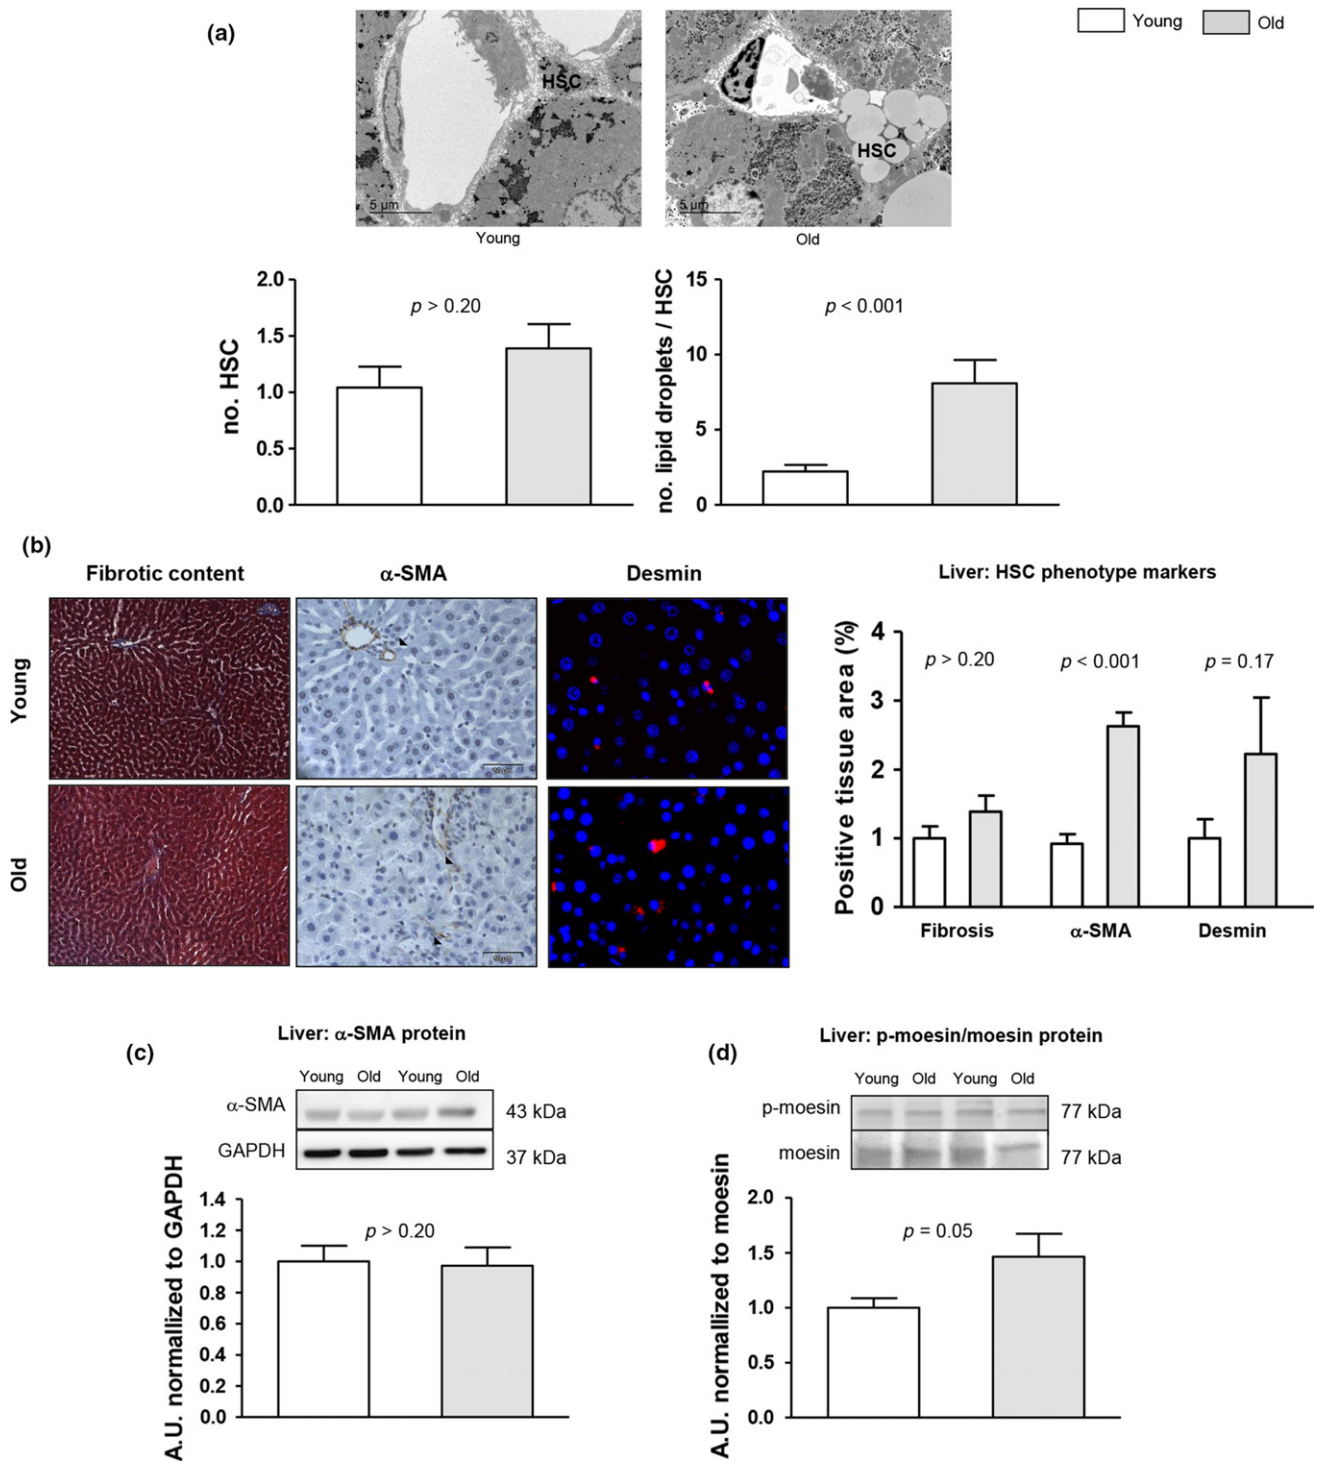 Young
Old
(a)
HSC
5 µm
Young
HSC
5 µm
Old
no. HSC
2.0
1.5
1.0
0.5
0.0
p > 0.20
no. lipid droplets / HSC
15
10
5
0
p < 0.001
(b)
Fibrotic content
α-SMA
Desmin
Young
Old
50 µm
50 µm
Liver: HSC phenotype markers
Positive tissue area (%)
4
3
2
1
0
p > 0.20
p < 0.001
p = 0.17
Fibrosis
α-SMA
Desmin
(c)
Liver: α-SMA protein
Young Old Young Old
α-SMA
43 kDa
GAPDH
37 kDa
A.U. normallized to GAPDH
1.4
1.2
1.0
0.8
0.6
0.4
0.2
0.0
p > 0.20
(d)
Liver: p-moesin/moesin protein
Young Old Young Old
p-moesin
77 kDa
moesin
77 kDa
A.U. normalized to moesin
2.0
1.5
1.0
0.5
0.0
p = 0.05